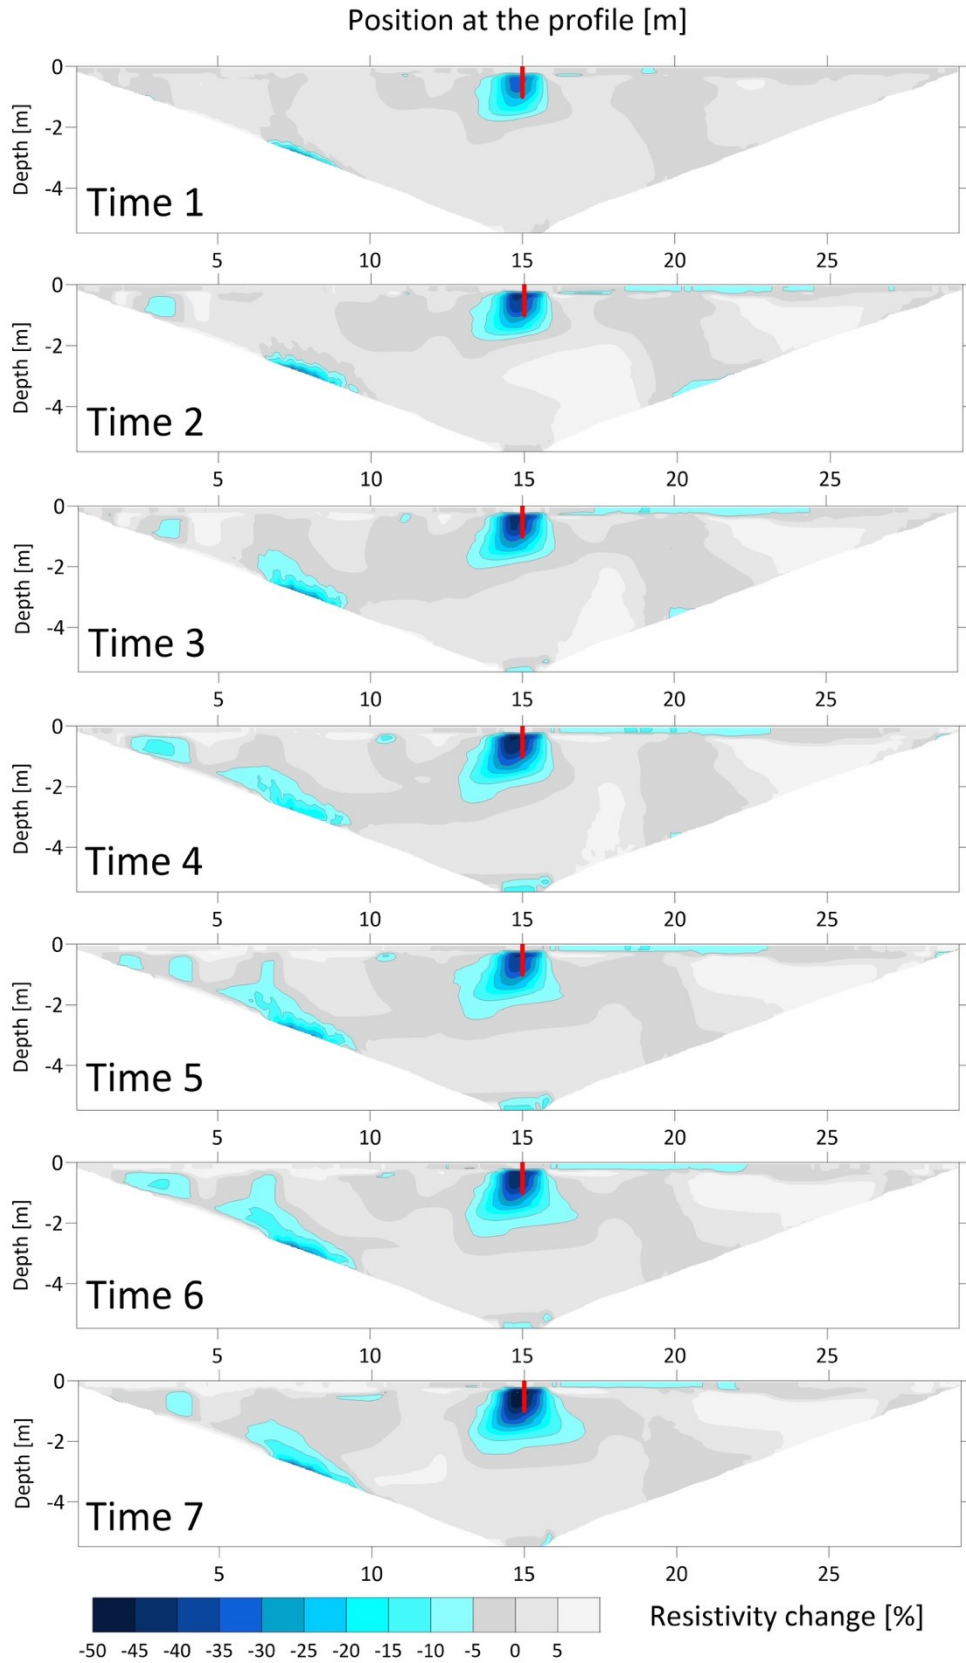 Position at the profile [m]
0
-2
-4
Depth [m]
Time 1
5 10 15 20 25
0
-2
-4
Depth [m]
Time 2
5 10 15 20 25
0
-2
-4
Depth [m]
Time 3
5 10 15 20 25
0
-2
-4
Depth [m]
Time 4
5 10 15 20 25
0
-2
-4
Depth [m]
Time 5
5 10 15 20 25
0
-2
-4
Depth [m]
Time 6
5 10 15 20 25
0
-2
-4
Depth [m]
Time 7
5 10 15 20 25
Resistivity change [%]
-50 -45 -40 -35 -30 -25 -20 -15 -10 -5 0 5